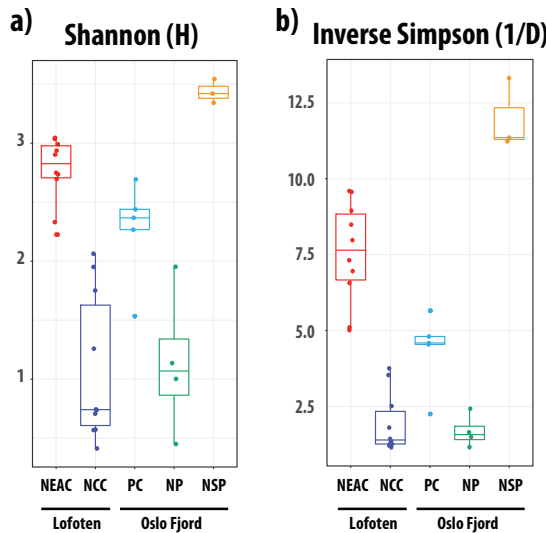 a)
Shannon (H)
3
2
1
NEAC NCC PC NP NSP
Lofoten Oslo Fjord
b)
Inverse Simpson (1/D)
12.5
10.0
7.5
5.0
2.5
NEAC NCC PC NP NSP
Lofoten Oslo Fjord